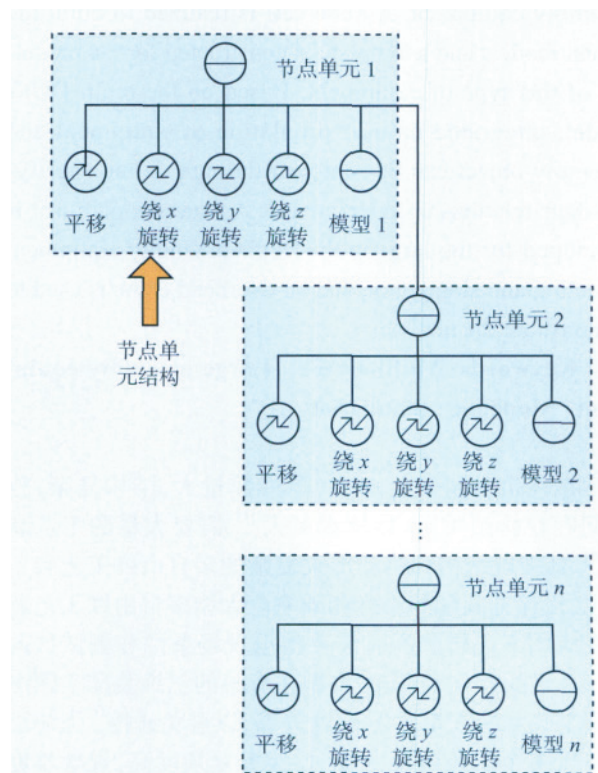 节点单元 1
平移
绕 x
旋转
绕 y
旋转
绕 z
旋转
模型 1
节点单
元结构
节点单元 2
平移
绕 x
旋转
绕 y
旋转
绕 z
旋转
模型 2
节点单元 n
平移
绕 x
旋转
绕 y
旋转
绕 z
旋转
模型 n